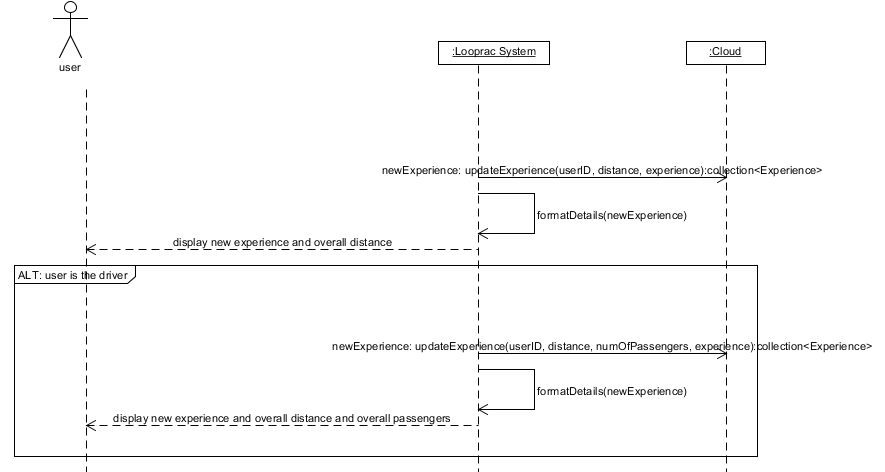 user
:Looprac System
:Cloud
newExperience: updateExperience(userID, distance, experience):collection<Experience>
formatDetails(newExperience)
display new experience and overall distance
ALT: user is the driver
newExperience: updateExperience(userID, distance, numOfPassengers, experience):collection<Experience>
formatDetails(newExperience)
display new experience and overall distance and overall passengers